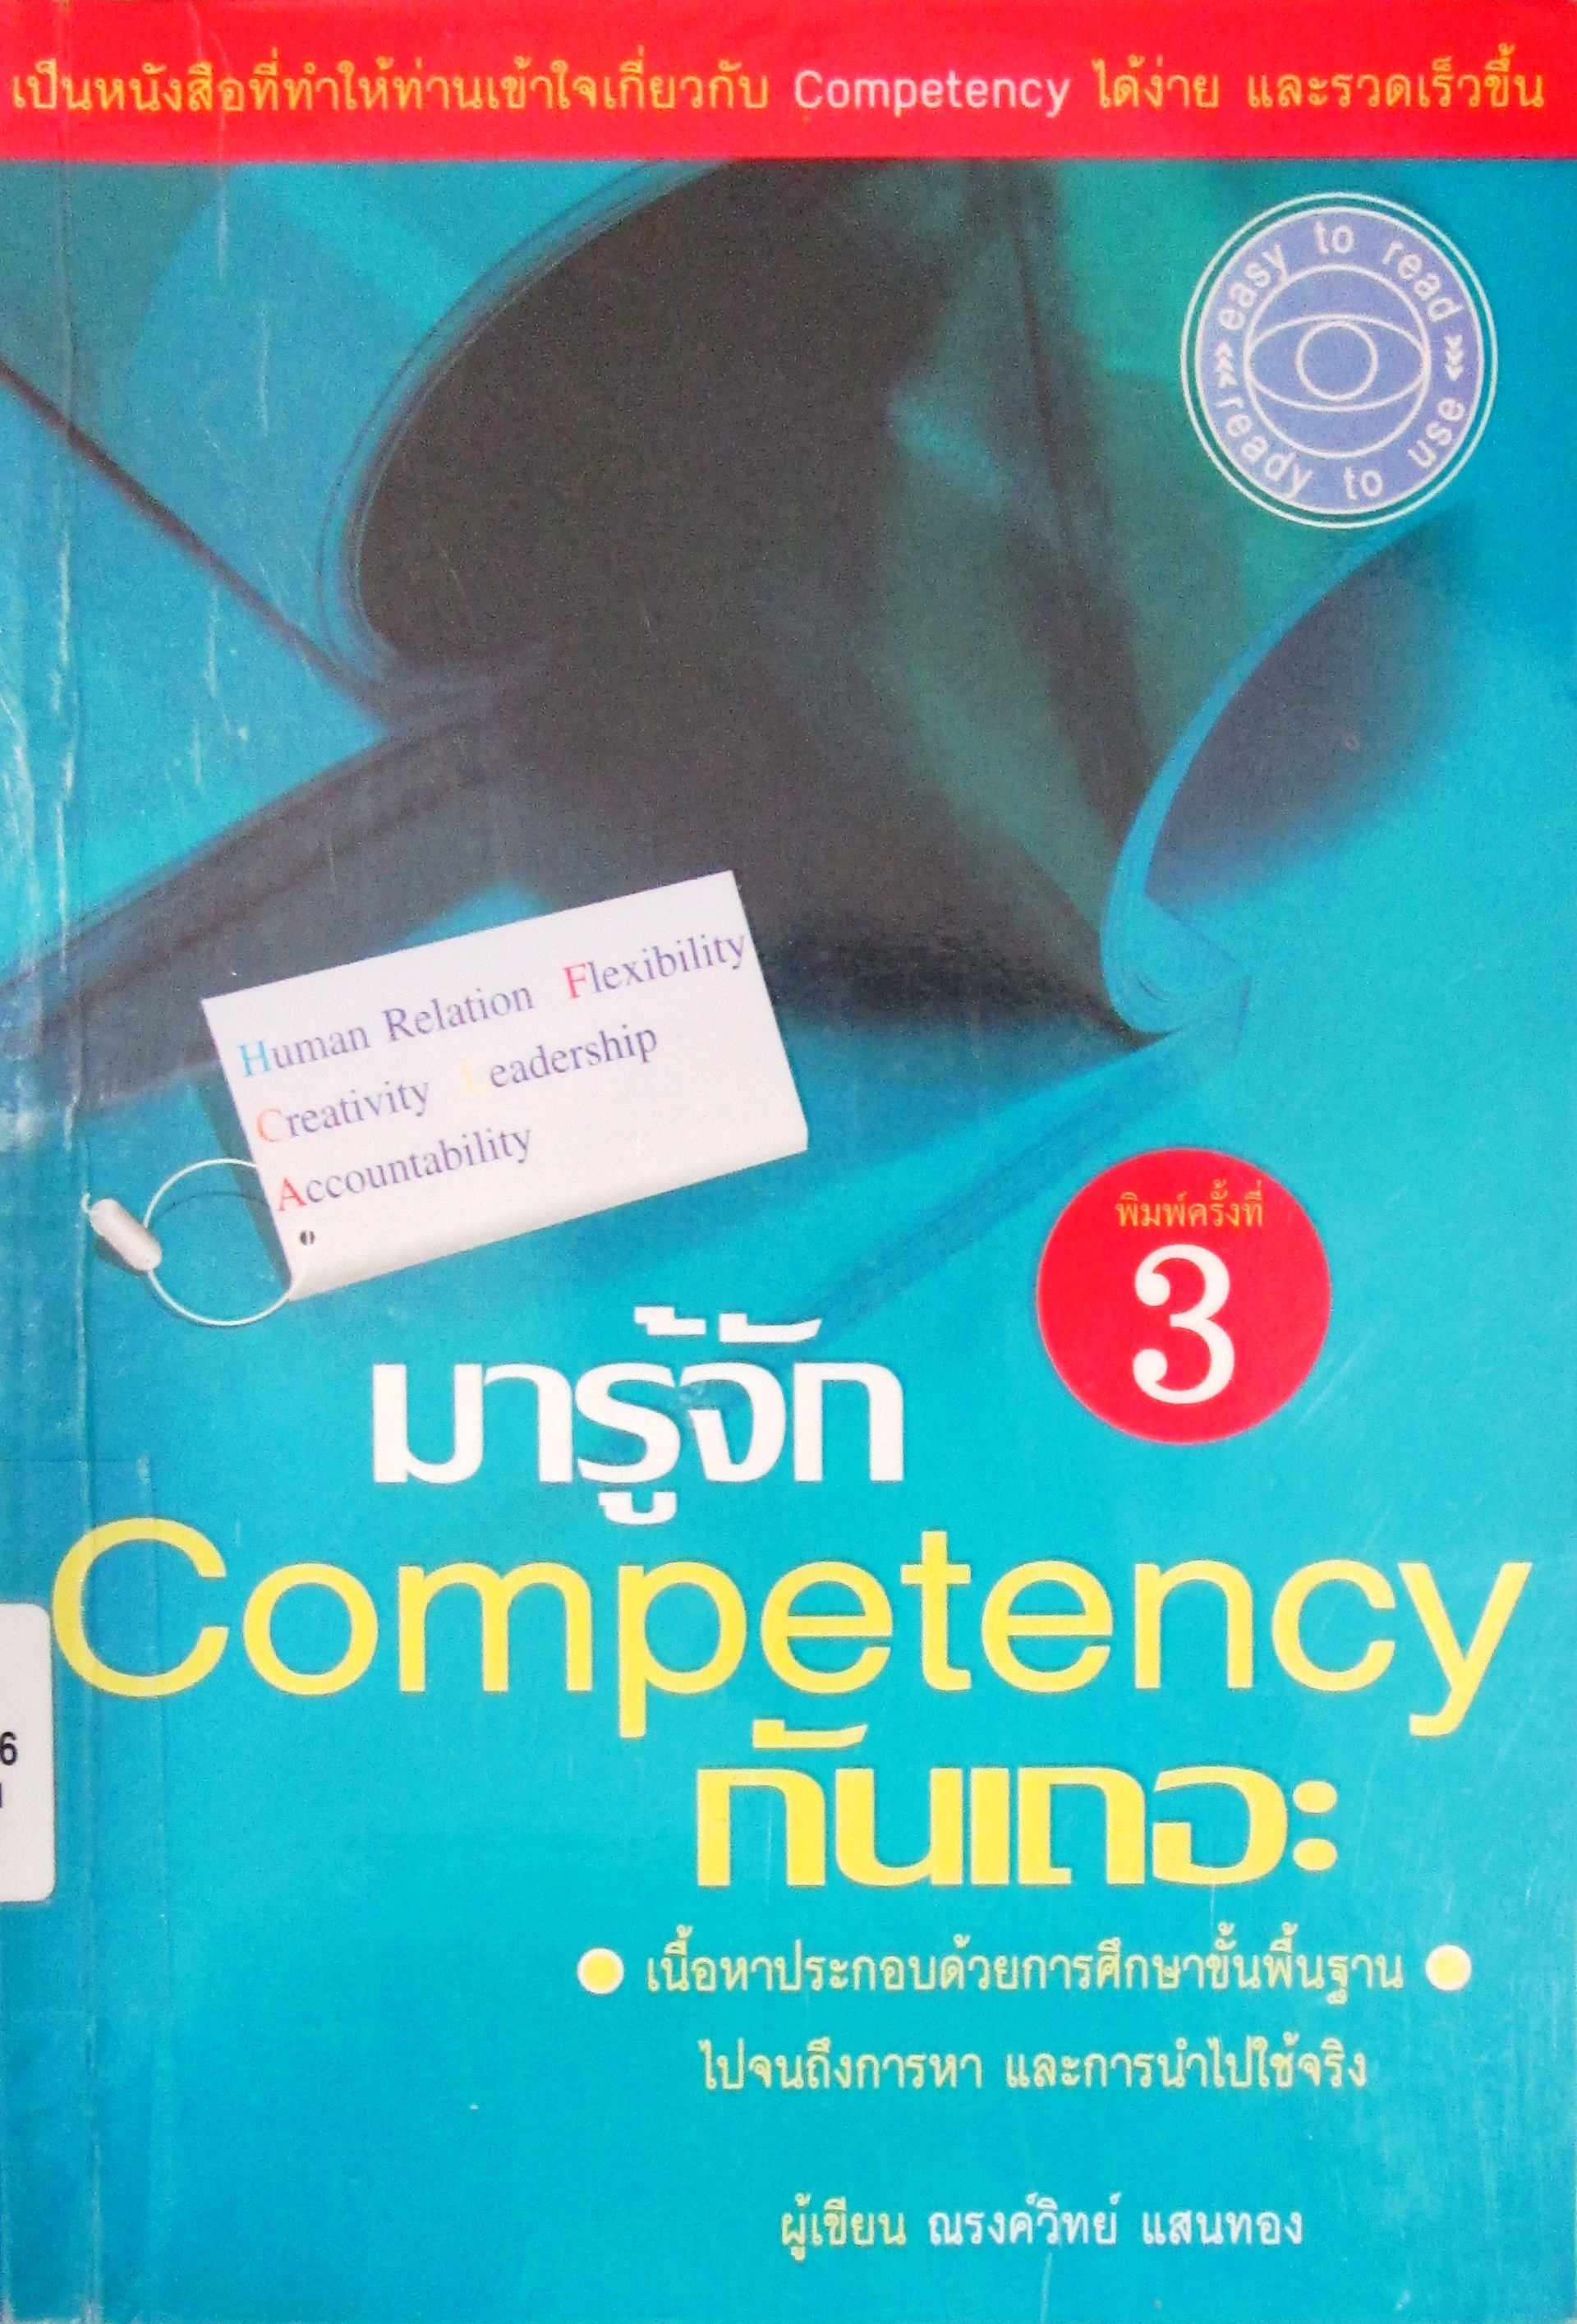 เป็นหนังสือที่ทำให้ท่านเข้าใจเกี่ยวกับ Competency ได้ง่าย และรวดเร็วขึ้น
>>> easy to read >>>
>>> ready to use
Human Relation Flexibility
Creativity Leadership
Accountability
พิมพ์ครั้งที่
3
มารู้จัก
Competency
กันเถอะ
6
เนื้อหาประกอบด้วยการศึกษาขั้นพื้นฐาน
ไปจนถึงการหา และการนำไปใช้จริง
ผู้เขียน ณรงค์วิทย์ แสนทอง